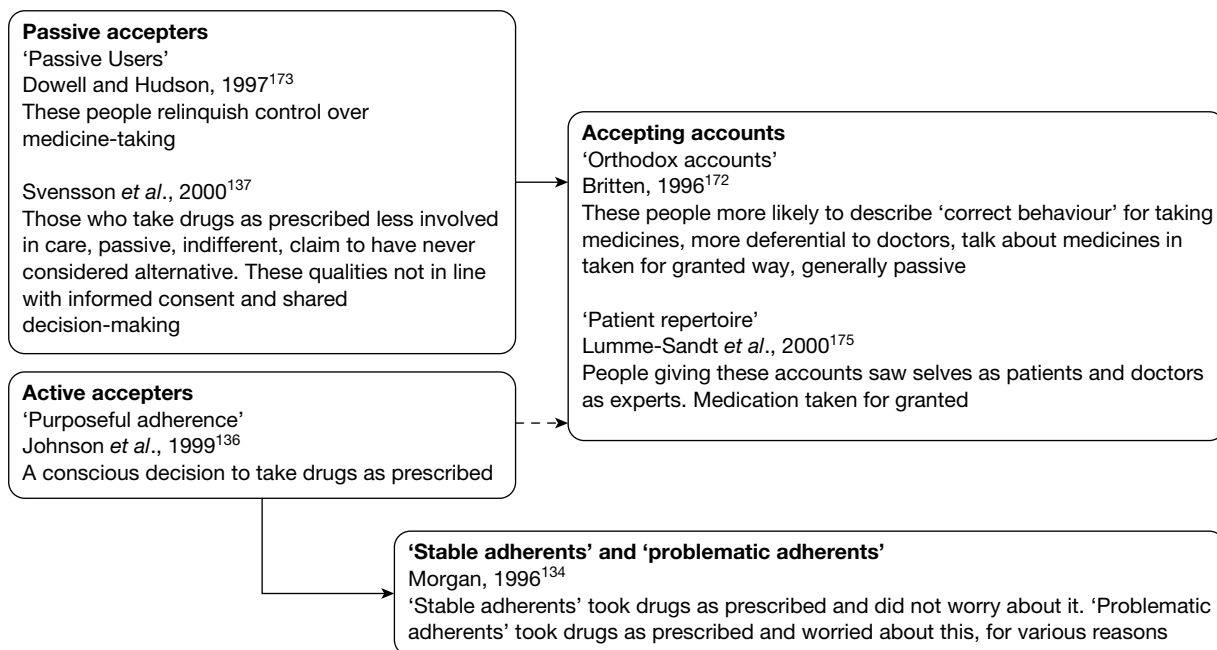 Passive accepters
‘Passive Users’
Dowell and Hudson, 1997173
These people relinquish control over
medicine-taking
Svensson et al., 2000137
Those who take drugs as prescribed less involved
in care, passive, indifferent, claim to have never
considered alternative. These qualities not in line
with informed consent and shared
decision-making
Accepting accounts
‘Orthodox accounts’
Britten, 1996172
These people more likely to describe ‘correct behaviour’ for taking
medicines, more deferential to doctors, talk about medicines in
taken for granted way, generally passive
‘Patient repertoire’
Lumme-Sandt et al., 2000175
People giving these accounts saw selves as patients and doctors
as experts. Medication taken for granted
Active accepters
‘Purposeful adherence’
Johnson et al., 1999136
A conscious decision to take drugs as prescribed
‘Stable adherents’ and ‘problematic adherents’
Morgan, 1996134
‘Stable adherents’ took drugs as prescribed and did not worry about it. ‘Problematic
adherents’ took drugs as prescribed and worried about this, for various reasons